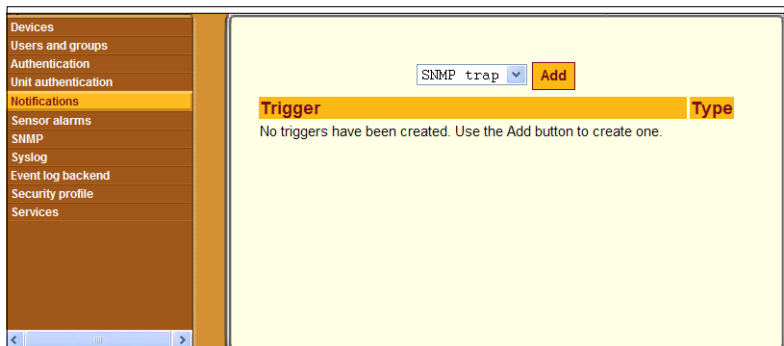 Devices
Users and groups
Authentication
Unit authentication
Notifications
Sensor alarms
SNMP
Syslog
Event log backend
Security profile
Services
SNMP trap Add
Trigger Type
No triggers have been created. Use the Add button to create one.